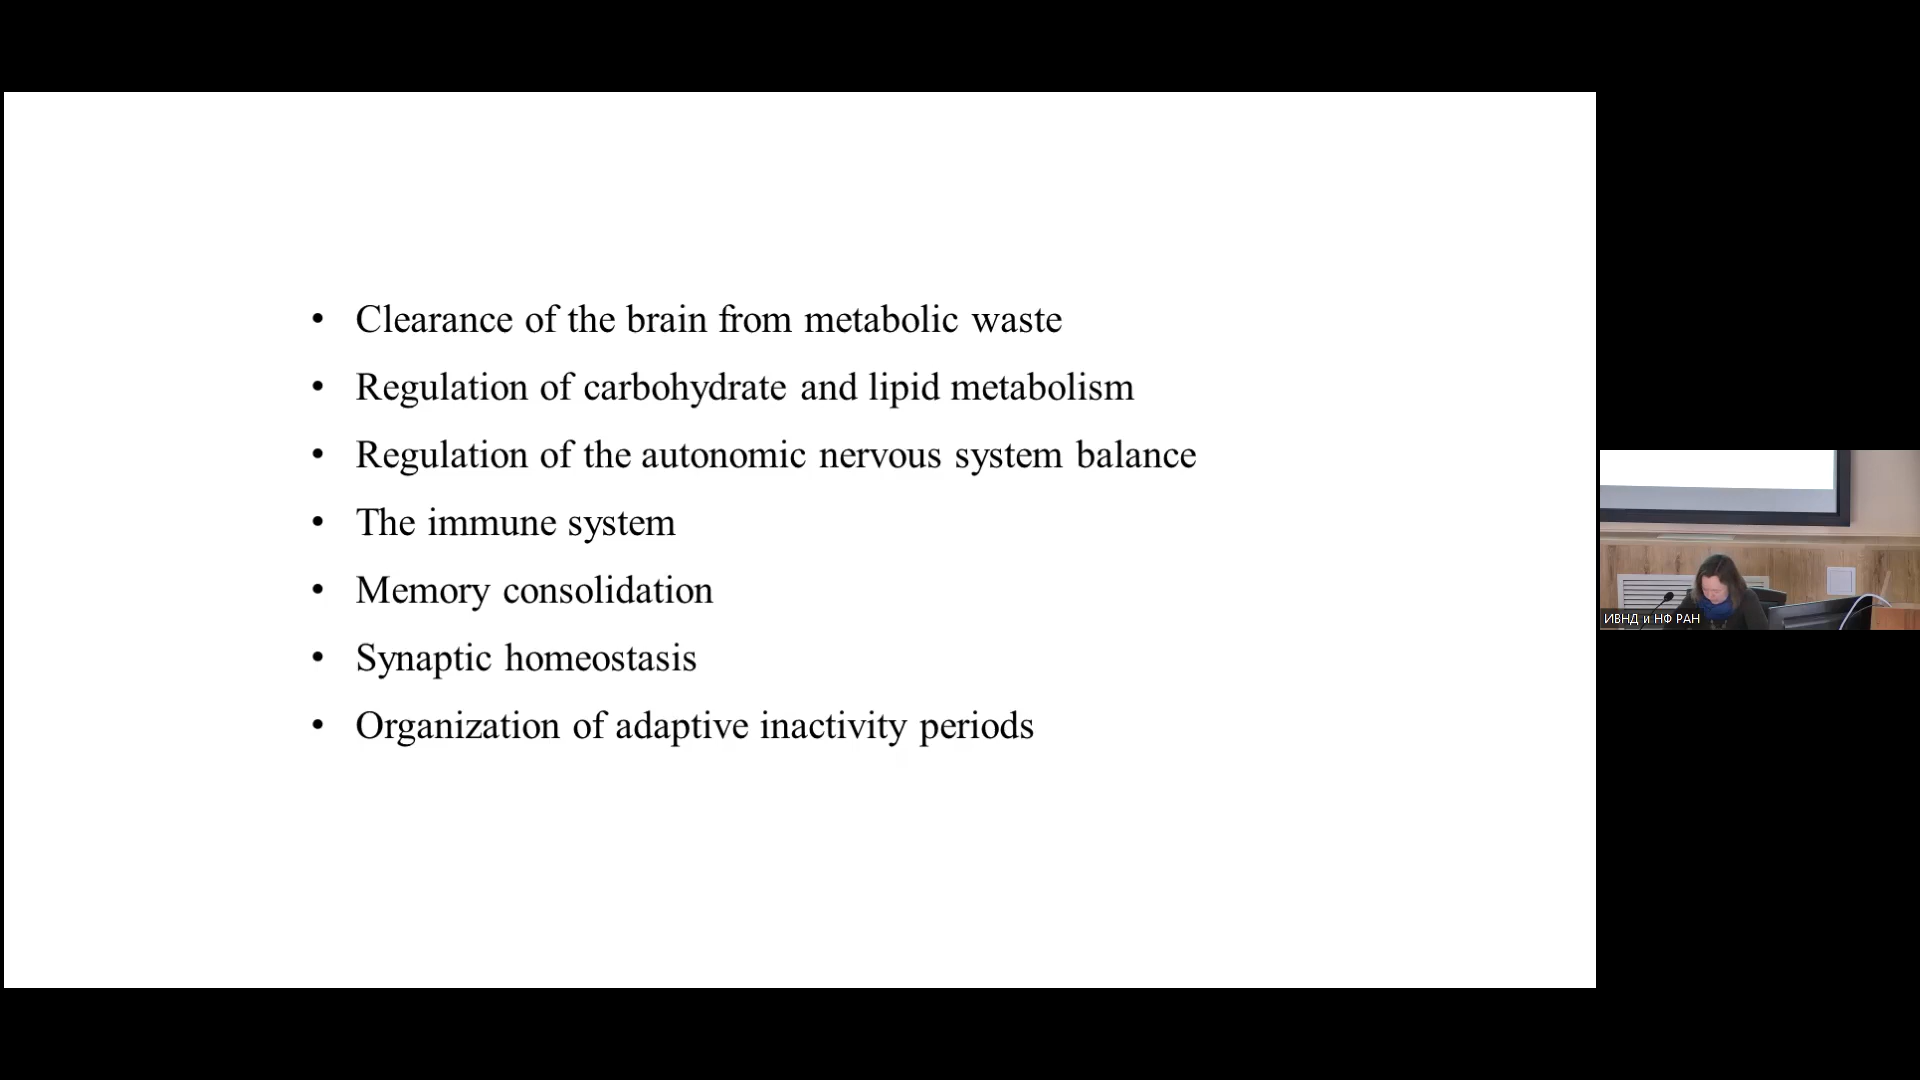 • Clearance of the brain from metabolic waste
• Regulation of carbohydrate and lipid metabolism
• Regulation of the autonomic nervous system balance
• The immune system
• Memory consolidation
• Synaptic homeostasis
• Organization of adaptive inactivity periods
ИВНД и НФ РАН